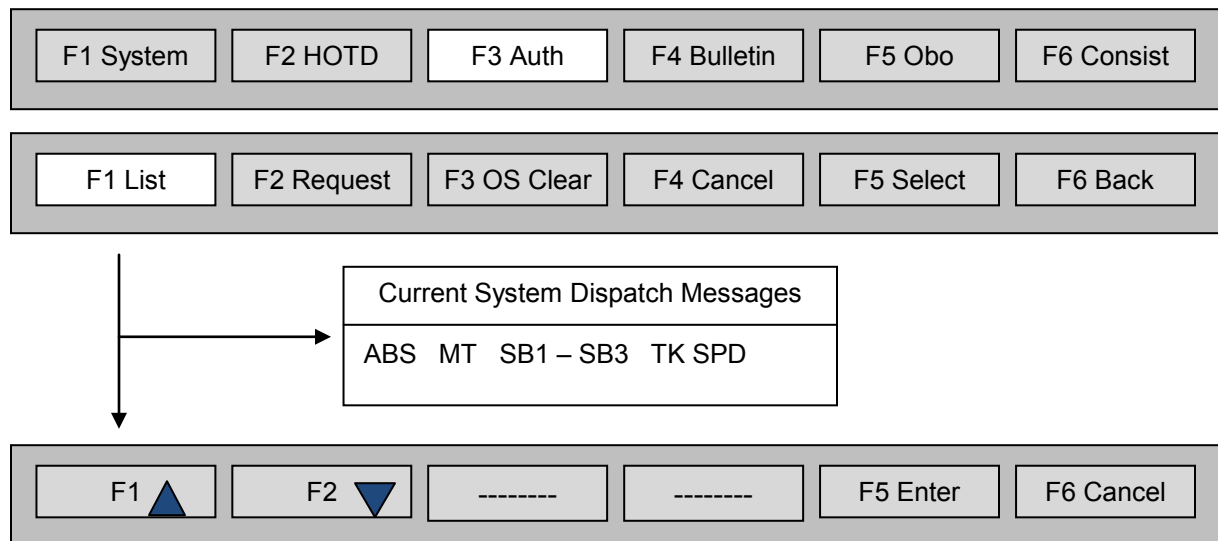 F1 System F2 HOTD F3 Auth F4 Bulletin F5 Obo F6 Consist
F1 List F2 Request F3 OS Clear F4 Cancel F5 Select F6 Back
Current System Dispatch Messages
ABS MT SB1 – SB3 TK SPD
F1 F2 -------- -------- F5 Enter F6 Cancel